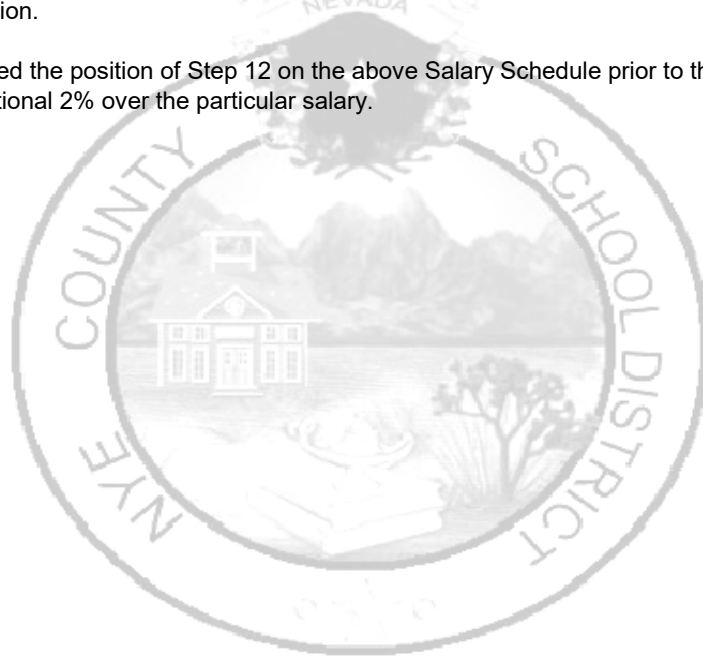 tion.
NEVADA
ed the position of Step 12 on the above Salary Schedule prior to th
tional 2% over the particular salary.
NYE COUNTY SCHOOL DISTRICT